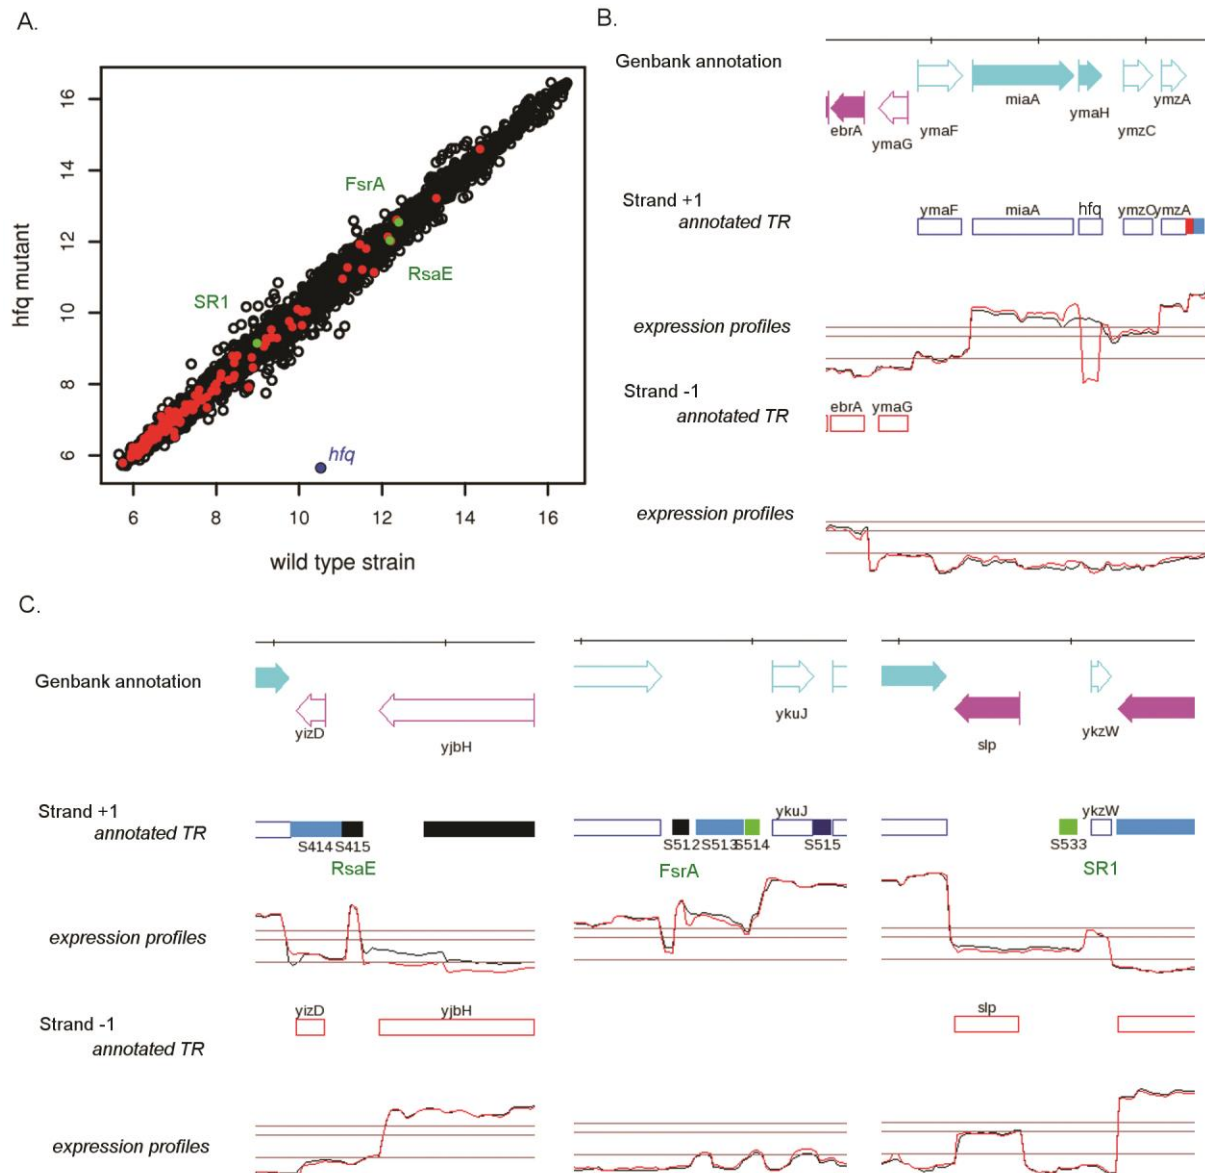 A.
16
14
12
10
8
6
hfq mutant
FsrA
RsaE
SR1
hfq
6 8 10 12 14 16
wild type strain
B.
Genbank annotation
miaA
ymaH
ymzA
ebrA
ymaG
ymaF
ymzC
Strand +1
annotated TR
ymaF miaA hfq ymzC ymzA
expression profiles
Strand -1
annotated TR
ebrA ymaG
expression profiles
C.
Genbank annotation
yizD
yjbH
ykuJ
slp
ykzW
Strand +1
annotated TR
S414 S415
RsaE
ykuJ
S512 S513 S514 S515
FsrA
ykzW
S533
SR1
expression profiles
Strand -1
annotated TR
yizD yjbH
slp
expression profiles